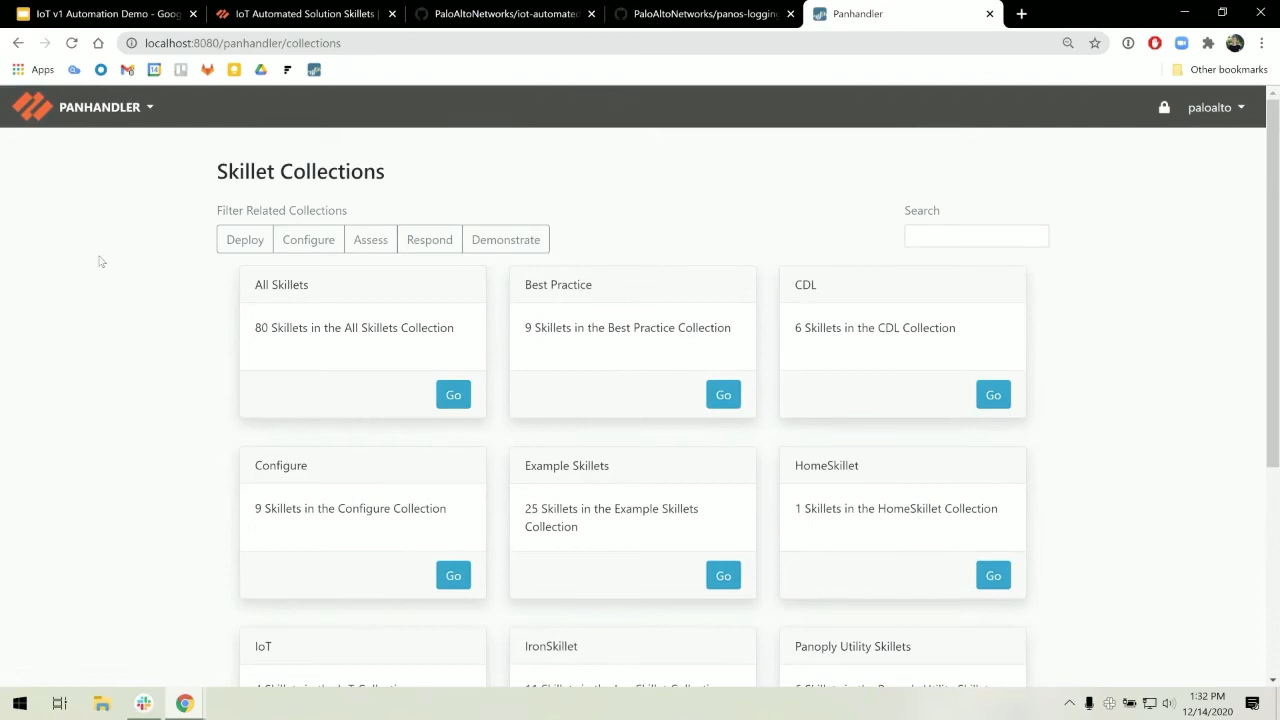 IoT v1 Automation Demo - Goog
IoT Automated Solution Skillets |
PaloAltoNetworks/iot-automated
PaloAltoNetworks/panos-logging
Panhandler
localhost:8080/panhandler/collections
Apps
Other bookmarks
PANHANDLER
paloalto
Skillet Collections
Filter Related Collections
Search
Deploy
Configure
Assess
Respond
Demonstrate
All Skillets
80 Skillets in the All Skillets Collection
Go
Best Practice
9 Skillets in the Best Practice Collection
Go
CDL
6 Skillets in the CDL Collection
Go
Configure
9 Skillets in the Configure Collection
Go
Example Skillets
25 Skillets in the Example Skillets
Collection
Go
HomeSkillet
1 Skillets in the HomeSkillet Collection
Go
IoT
IronSkillet
Panoply Utility Skillets
1:32 PM
12/14/2020